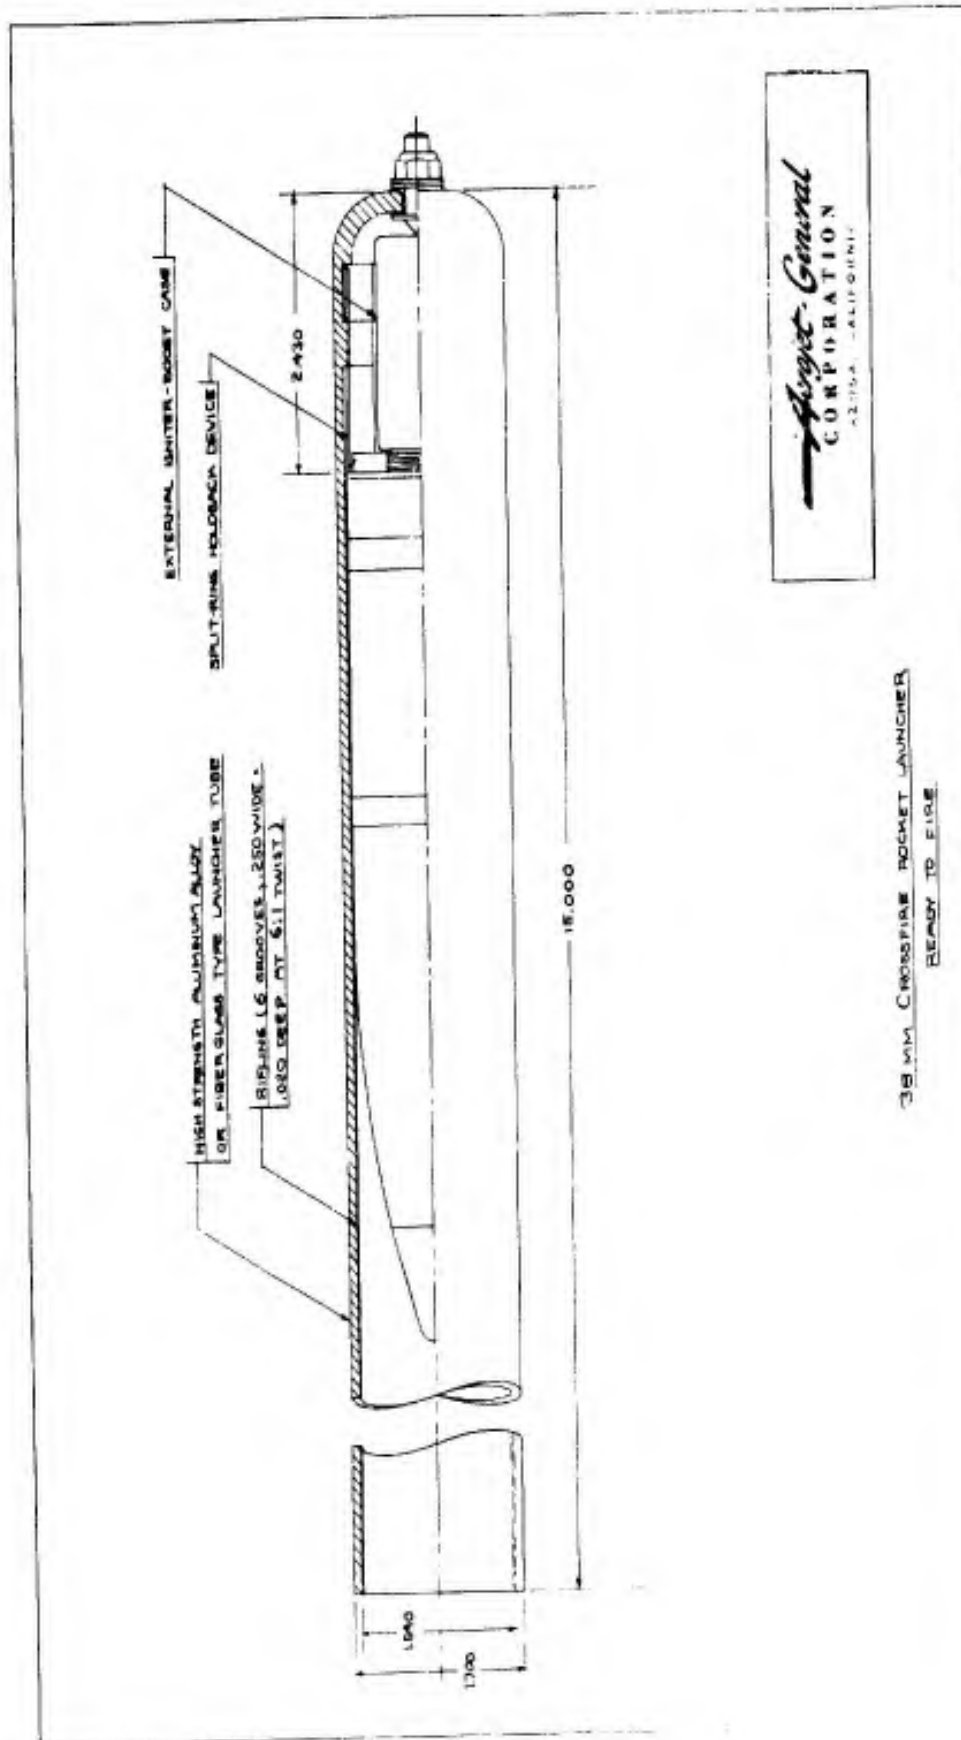 EXTERNAL IGNITER-BOOST CASE
SPLIT-RING HOLDBACK DEVICE
HIGH STRENGTH ALUMINUM ALLOY
OR FIBERGLASS TYPE LAUNCHER TUBE
RIFLING (6 GROOVES, .250 WIDE ×
.020 DEEP AT 6:1 TWIST)
2.430
15.000
1.700
Aerojet-General
CORPORATION
AZUSA, CALIFORNIA
38 MM CROSSFIRE ROCKET LAUNCHER
READY TO FIRE